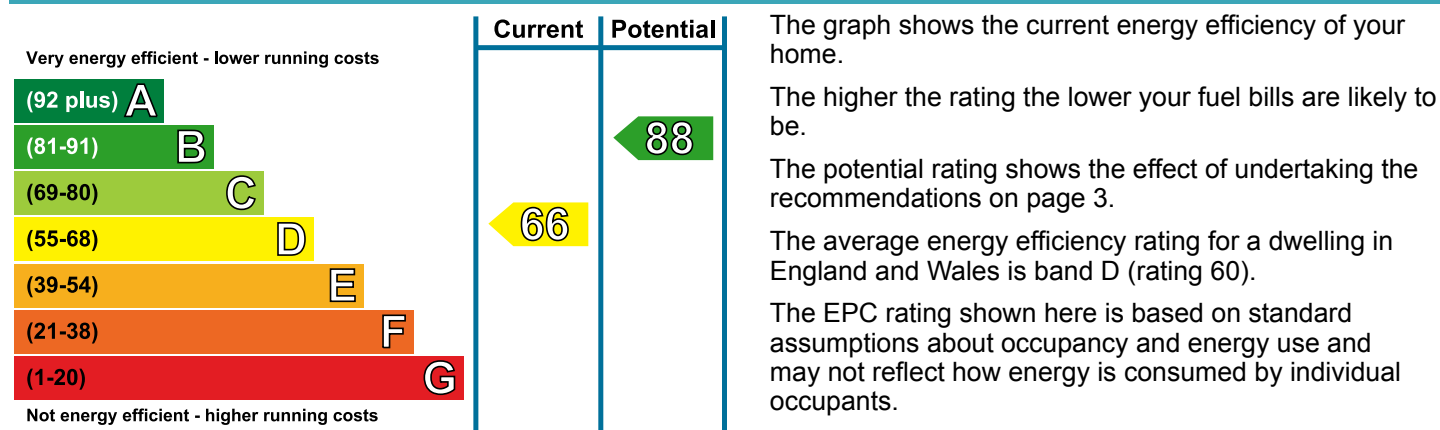 Current Potential
Very energy efficient - lower running costs
(92 plus) A
(81-91) B
88
(69-80) C
(55-68) D
66
(39-54) E
(21-38) F
(1-20) G
Not energy efficient - higher running costs
The graph shows the current energy efficiency of your
home.
The higher the rating the lower your fuel bills are likely to
be.
The potential rating shows the effect of undertaking the
recommendations on page 3.
The average energy efficiency rating for a dwelling in
England and Wales is band D (rating 60).
The EPC rating shown here is based on standard
assumptions about occupancy and energy use and
may not reflect how energy is consumed by individual
occupants.